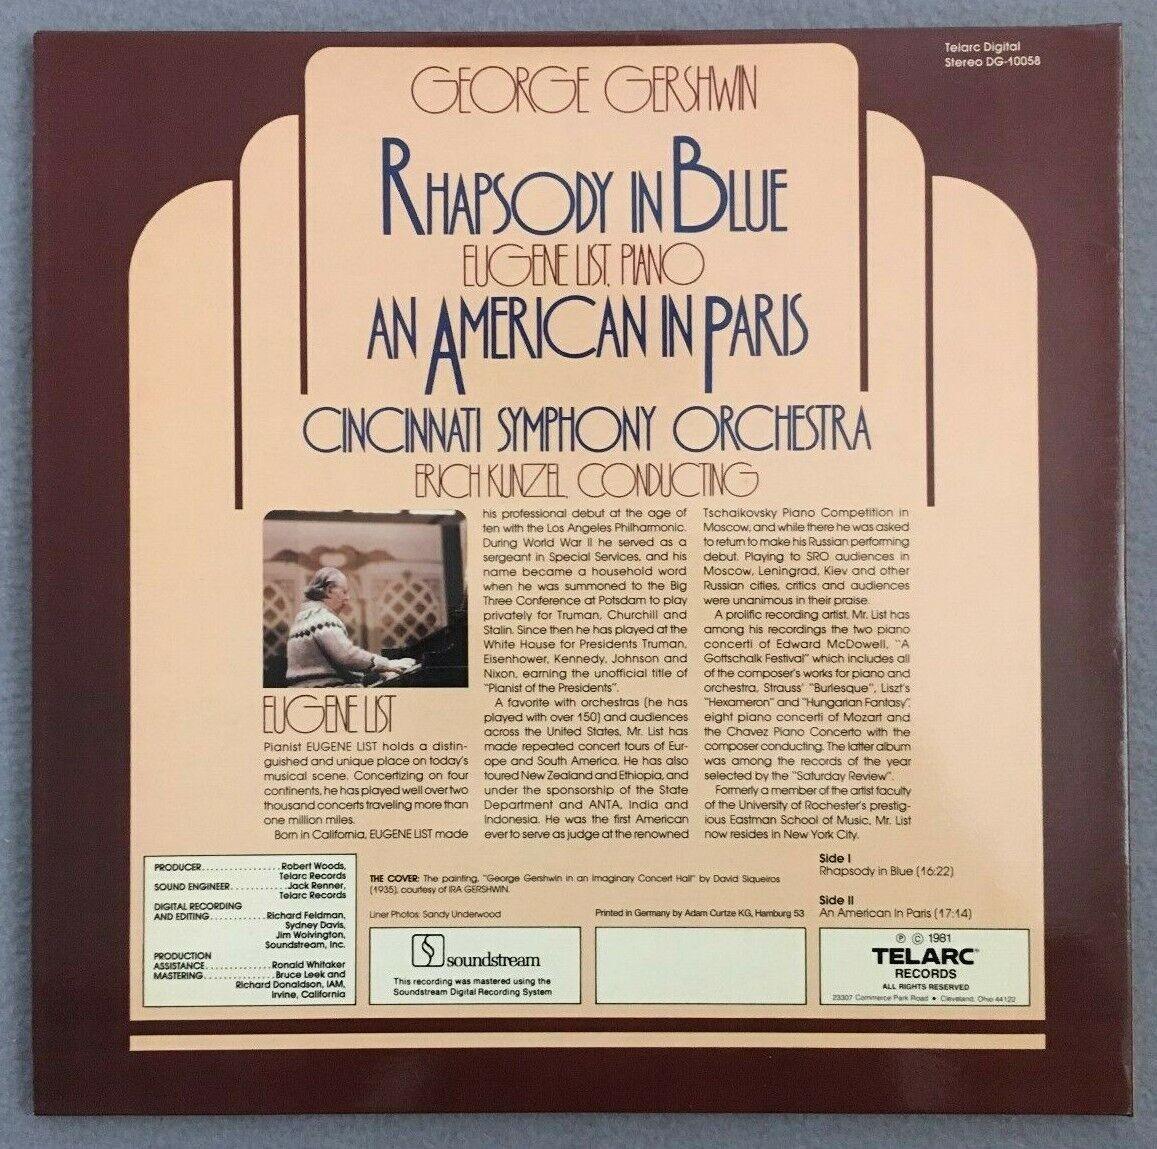 Telarc Digital
Stereo DG-10058
GEORGE GERSHWIN
RHAPSODY IN BLUE
EUGENE LIST, PIANO
AN AMERICAN IN PARIS
CINCINNATI SYMPHONY ORCHESTRA
ERICH KUNZEL, CONDUCTING
EUGENE LIST
Pianist EUGENE LIST holds a distin-
guished and unique place on today's
musical scene. Concertizing on four
continents, he has played well over two
thousand concerts traveling more than
one million miles.
Born in California, EUGENE LIST made
his professional debut at the age of
ten with the Los Angeles Philharmonic.
During World War II he served as a
sergeant in Special Services, and his
name became a household word
when he was summoned to the Big
Three Conference at Potsdam to play
privately for Truman, Churchill and
Stalin. Since then he has played at the
White House for Presidents Truman,
Eisenhower, Kennedy, Johnson and
Nixon, earning the unofficial title of
"Pianist of the Presidents".
A favorite with orchestras (he has
played with over 150) and audiences
across the United States, Mr. List has
made repeated concert tours of Eur-
ope and South America. He has also
toured New Zealand and Ethiopia, and
under the sponsorship of the State
Department and ANTA, India and
Indonesia. He was the first American
ever to serve as judge at the renowned
Tschaikovsky Piano Competition in
Moscow, and while there he was asked
to return to make his Russian performing
debut. Playing to SRO audiences in
Moscow, Leningrad, Kiev and other
Russian cities, critics and audiences
were unanimous in their praise.
A prolific recording artist, Mr. List has
among his recordings the two piano
concerti of Edward McDowell, "A
Gottschalk Festival" which includes all
of the composer's works for piano and
orchestra, Strauss' "Burlesque", Liszt's
"Hexameron" and "Hungarian Fantasy",
eight piano concerti of Mozart and
the Chavez Piano Concerto with the
composer conducting. The latter album
was among the records of the year
selected by the "Saturday Review".
Formerly a member of the artist faculty
of the University of Rochester's prestig-
ious Eastman School of Music, Mr. List
now resides in New York City.
PRODUCER..................Robert Woods,
Telarc Records
SOUND ENGINEER............Jack Renner,
Telarc Records
DIGITAL RECORDING
AND EDITING............Richard Feldman,
Sydney Davis,
Jim Wolvington,
Soundstream, Inc.
PRODUCTION
ASSISTANCE..............Ronald Whitaker
MASTERING...............Bruce Leek and
Richard Donaldson, IAM,
Irvine, California
THE COVER: The painting, "George Gershwin in an Imaginary Concert Hall" by David Siqueiros
(1935), courtesy of IRA GERSHWIN.
Liner Photos: Sandy Underwood
Printed in Germany by Adam Curtze KG, Hamburg 53
soundstream
This recording was mastered using the
Soundstream Digital Recording System
Side I
Rhapsody in Blue (16:22)
Side II
An American In Paris (17:14)
℗ © 1981
TELARC
RECORDS
ALL RIGHTS RESERVED
23307 Commerce Park Road • Cleveland, Ohio 44122